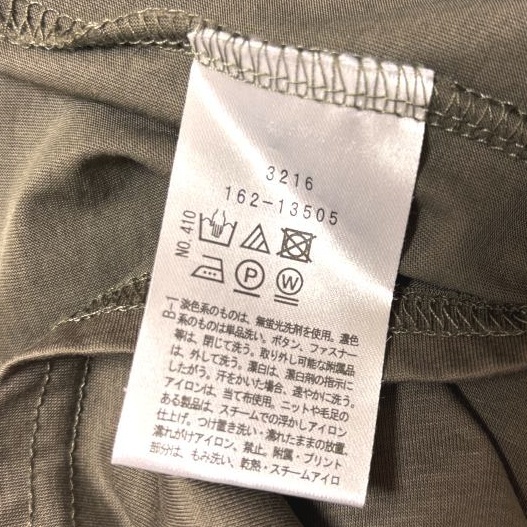 3216
162-13505
NO. 410
P W
B-1
淡色系のものは、無蛍光洗剤を使用。濃色
系のものは単品洗い。ボタン、ファスナー
等は、閉じて洗う。取り外し可能な附属品
は、外して洗う。漂白は、漂白剤の指示に
したがう。汗をかいた場合、速やかに洗う。
アイロンは、当て布使用。ニットや毛足の
ある製品は、スチームでの浮かしアイロン
仕上げ。つけ置き洗い・濡れたままの放置、
濡れがけアイロン、禁止。附属・プリント
部分は、もみ洗い、乾熱・スチームアイロ